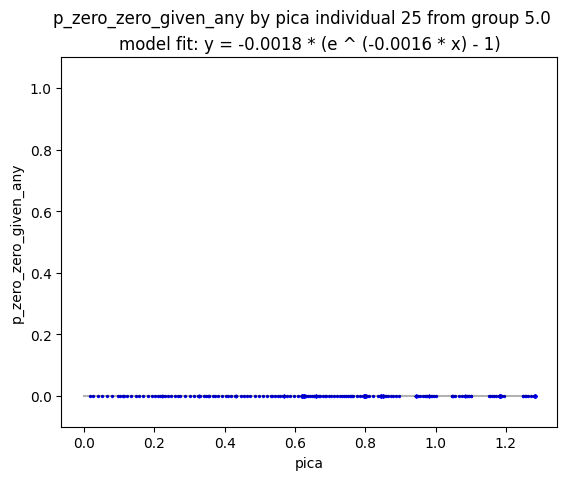 p_zero_zero_given_any by pica individual 25 from group 5.0
model fit: y = -0.0018 * (e ^ (-0.0016 * x) - 1)
1.0
0.8
0.6
0.4
0.2
0.0
p_zero_zero_given_any
0.0 0.2 0.4 0.6 0.8 1.0 1.2
pica